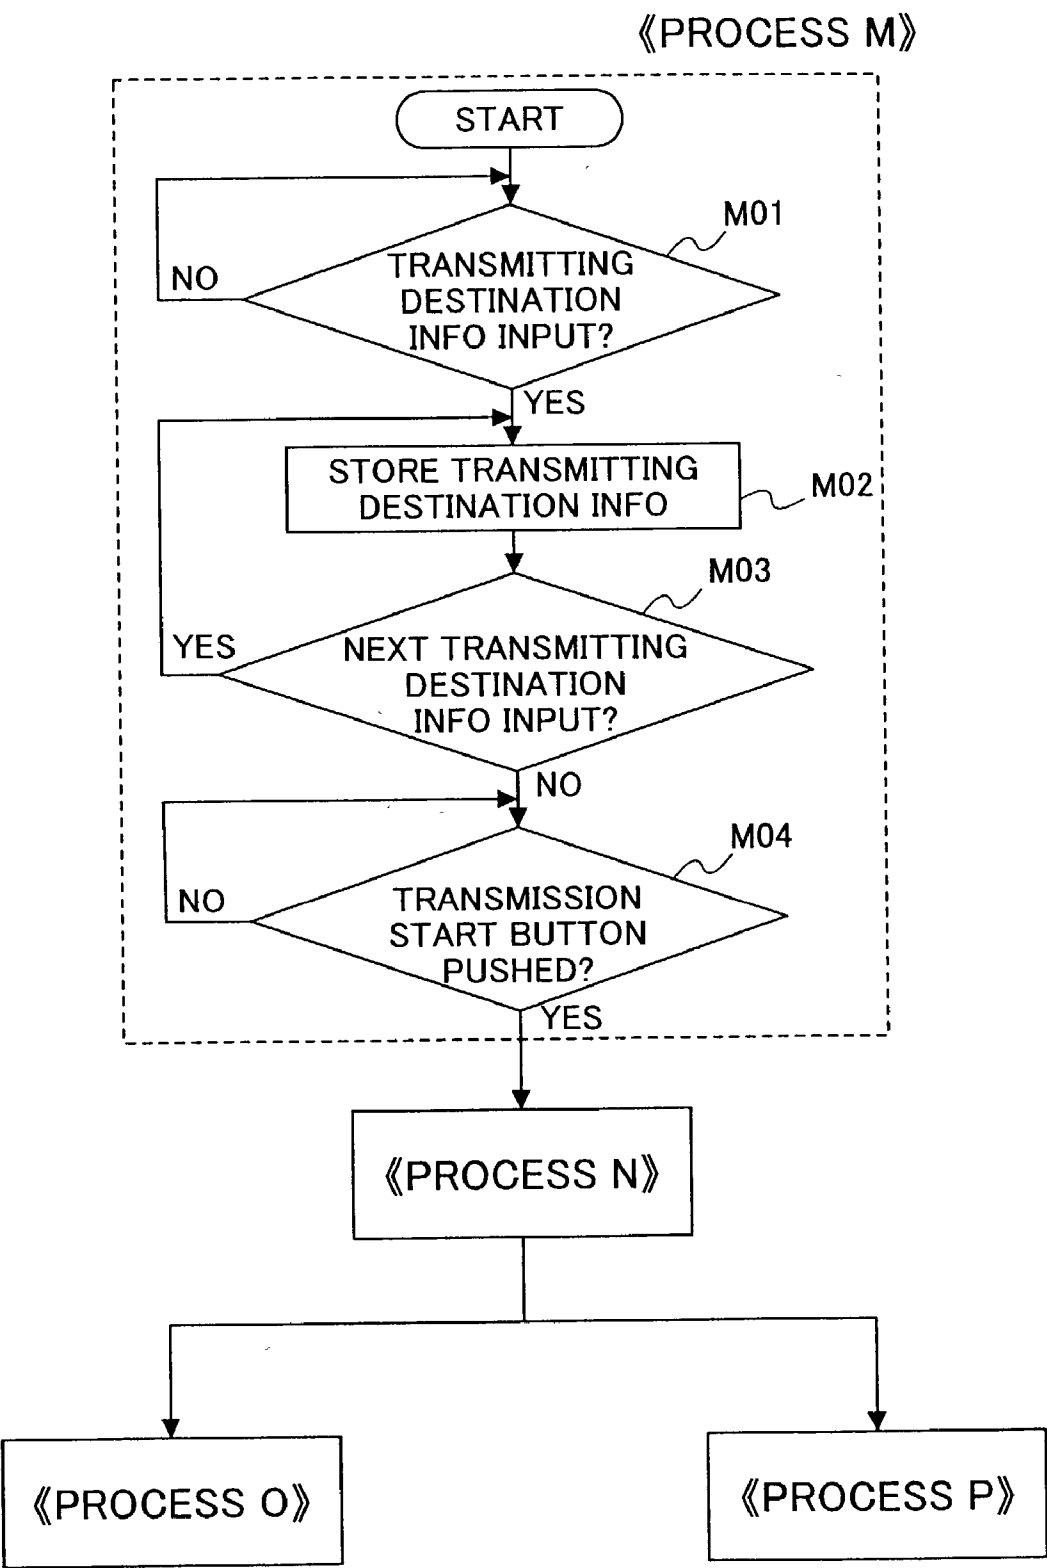 《PROCESS M》
START
M01
TRANSMITTING
DESTINATION
INFO INPUT?
NO
YES
STORE TRANSMITTING
DESTINATION INFO
M02
M03
YES
NEXT TRANSMITTING
DESTINATION
INFO INPUT?
NO
M04
NO
TRANSMISSION
START BUTTON
PUSHED?
YES
《PROCESS N》
《PROCESS O》
《PROCESS P》